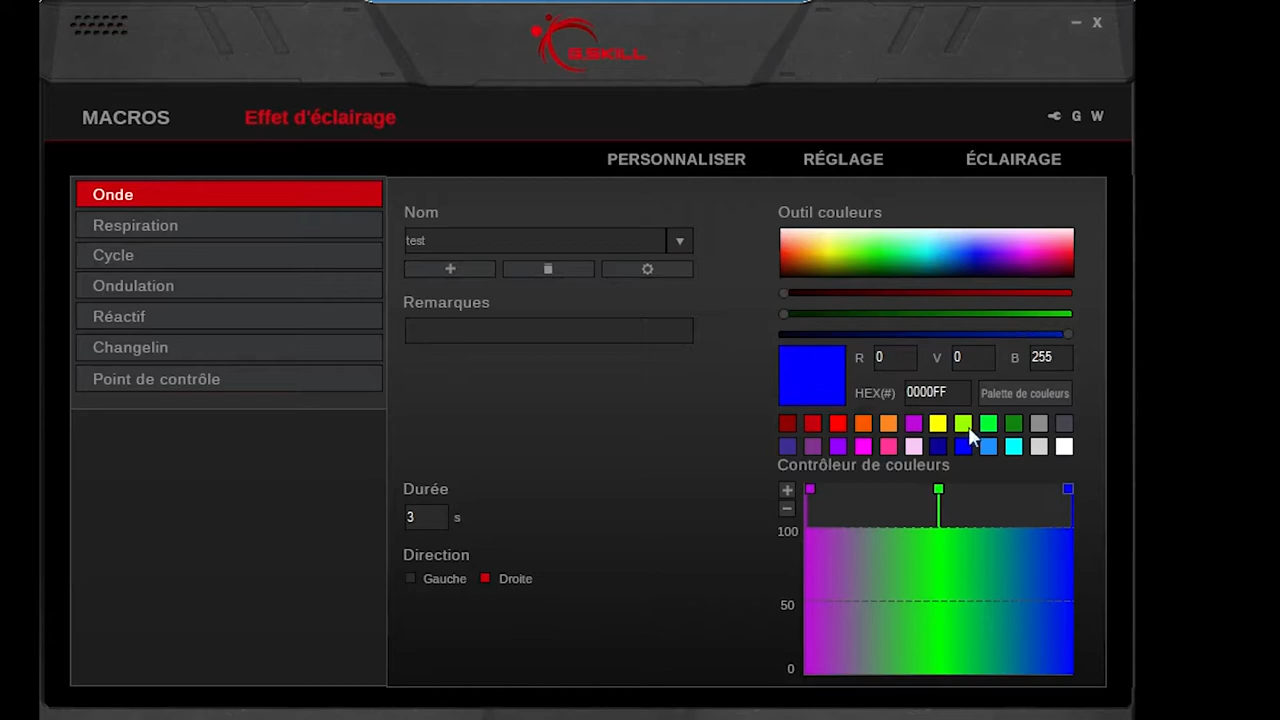 G.SKILL
X
MACROS
Effet d'éclairage
G W
PERSONNALISER
RÉGLAGE
ÉCLAIRAGE
Onde
Respiration
Cycle
Ondulation
Réactif
Changelin
Point de contrôle
Nom
test
Remarques
Durée
3 s
Direction
Gauche
Droite
Outil couleurs
R 0 V 0 B 255
HEX(#) 0000FF Palette de couleurs
Contrôleur de couleurs
100
50
0